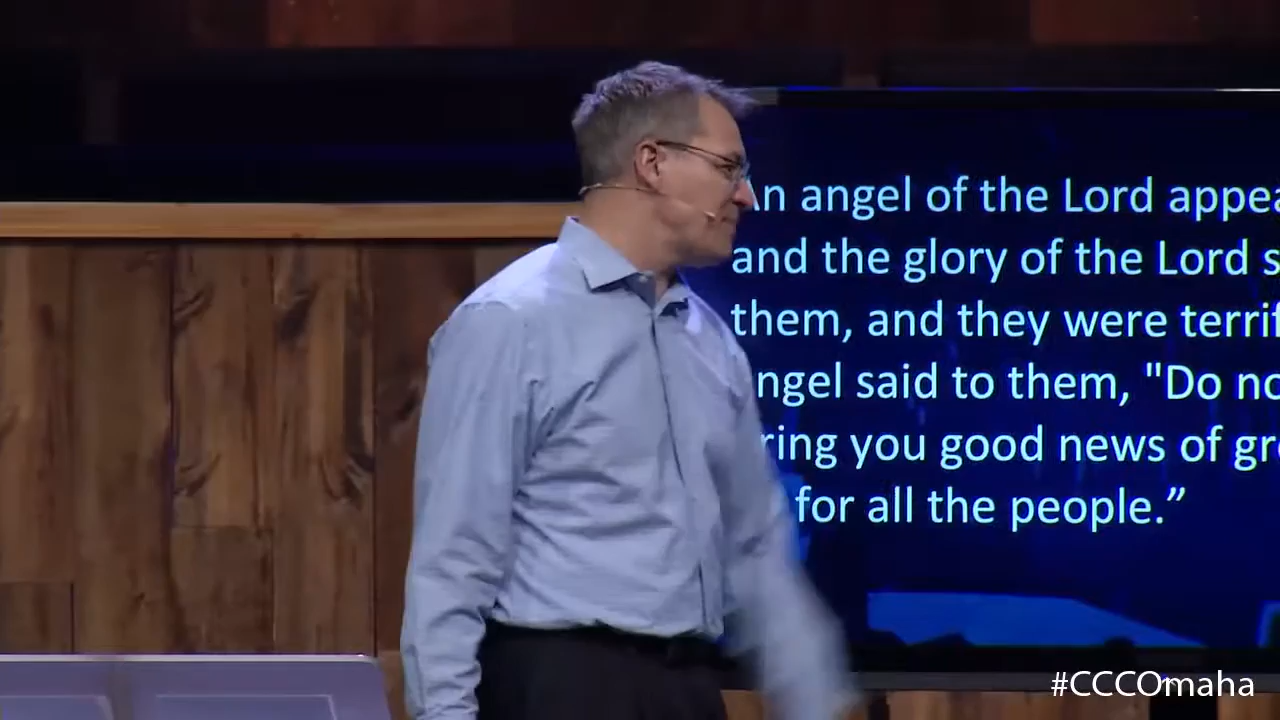 An angel of the Lord
and the glory of the Lord
them, and they were
said to them, "Do
you good news of
for all the people.”
#CCCOmaha